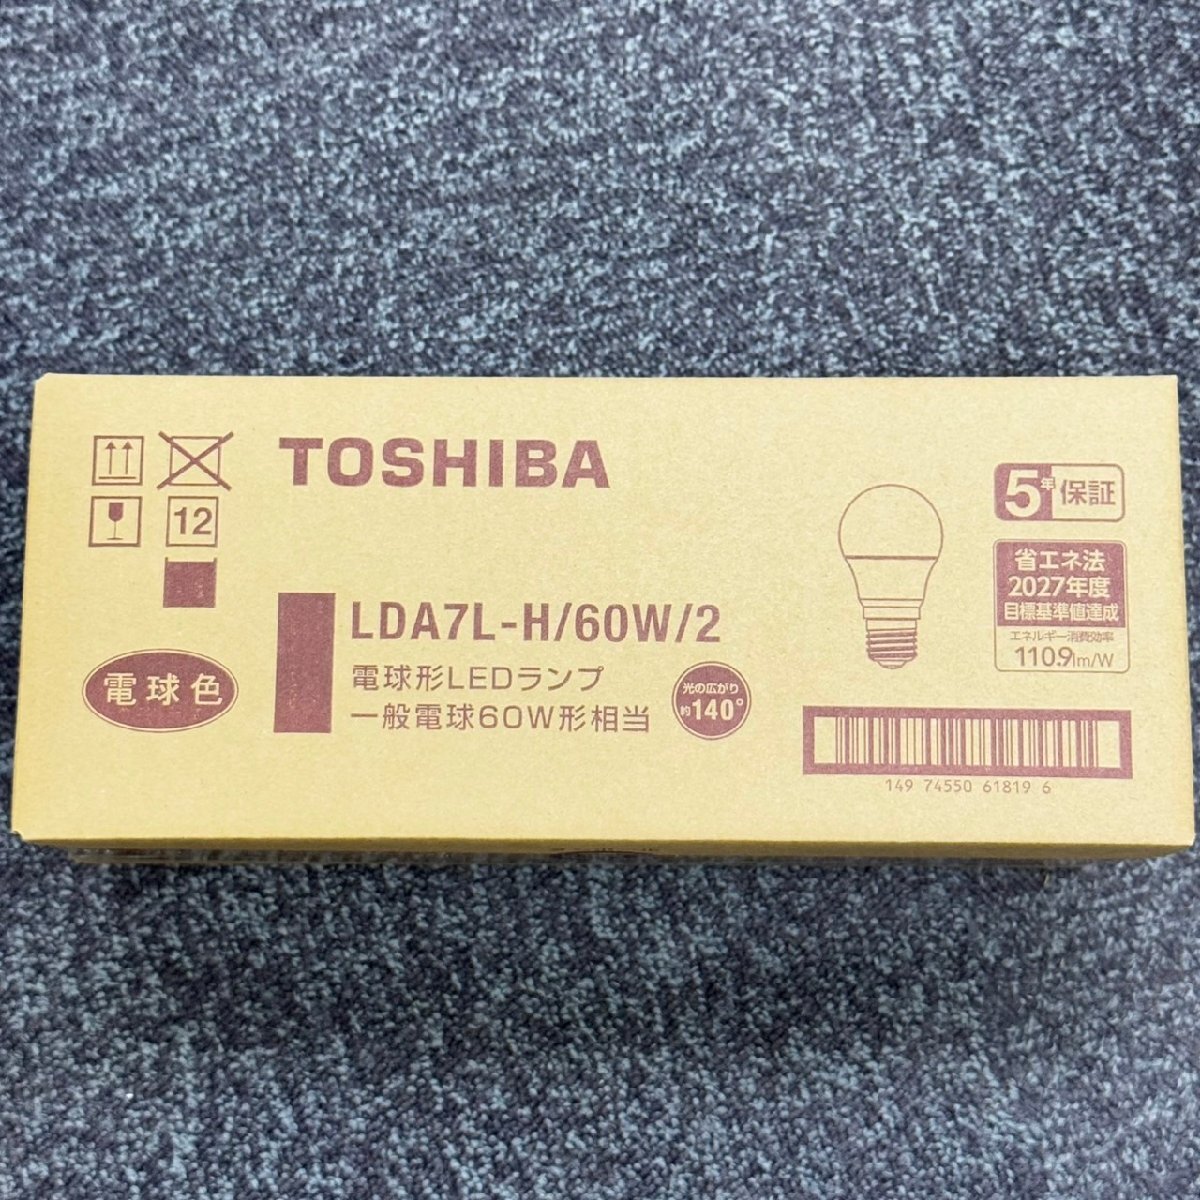 TOSHIBA
12
LDA7L-H/60W/2
電球形LEDランプ
一般電球60W形相当
電球色
光の広がり
約140°
5年保証
省エネ法
2027年度
目標基準値達成
エネルギー消費効率
110.9lm/W
149 74550 61819 6